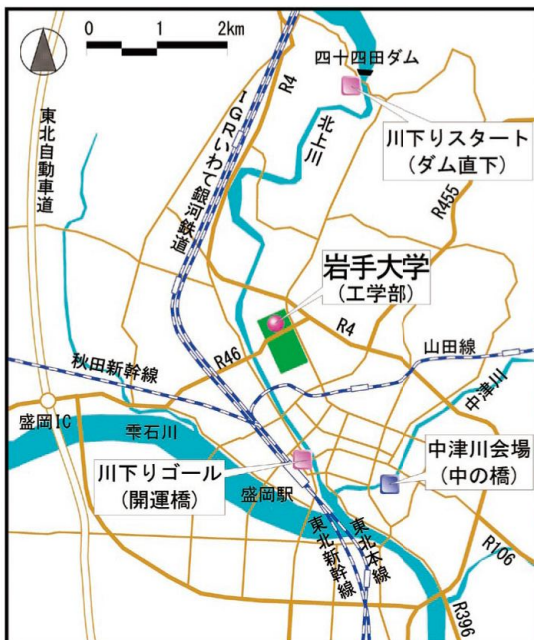 0 1 2km
四十四田ダム
川下りスタート
(ダム直下)
東北自動車道
IGRいわて銀河鉄道
R4
北上川
R455
岩手大学
(工学部)
R4
R46
山田線
秋田新幹線
中津川
盛岡IC
雫石川
川下りゴール
(開運橋)
盛岡駅
中津川会場
(中の橋)
東北新幹線
東北本線
R106
R396